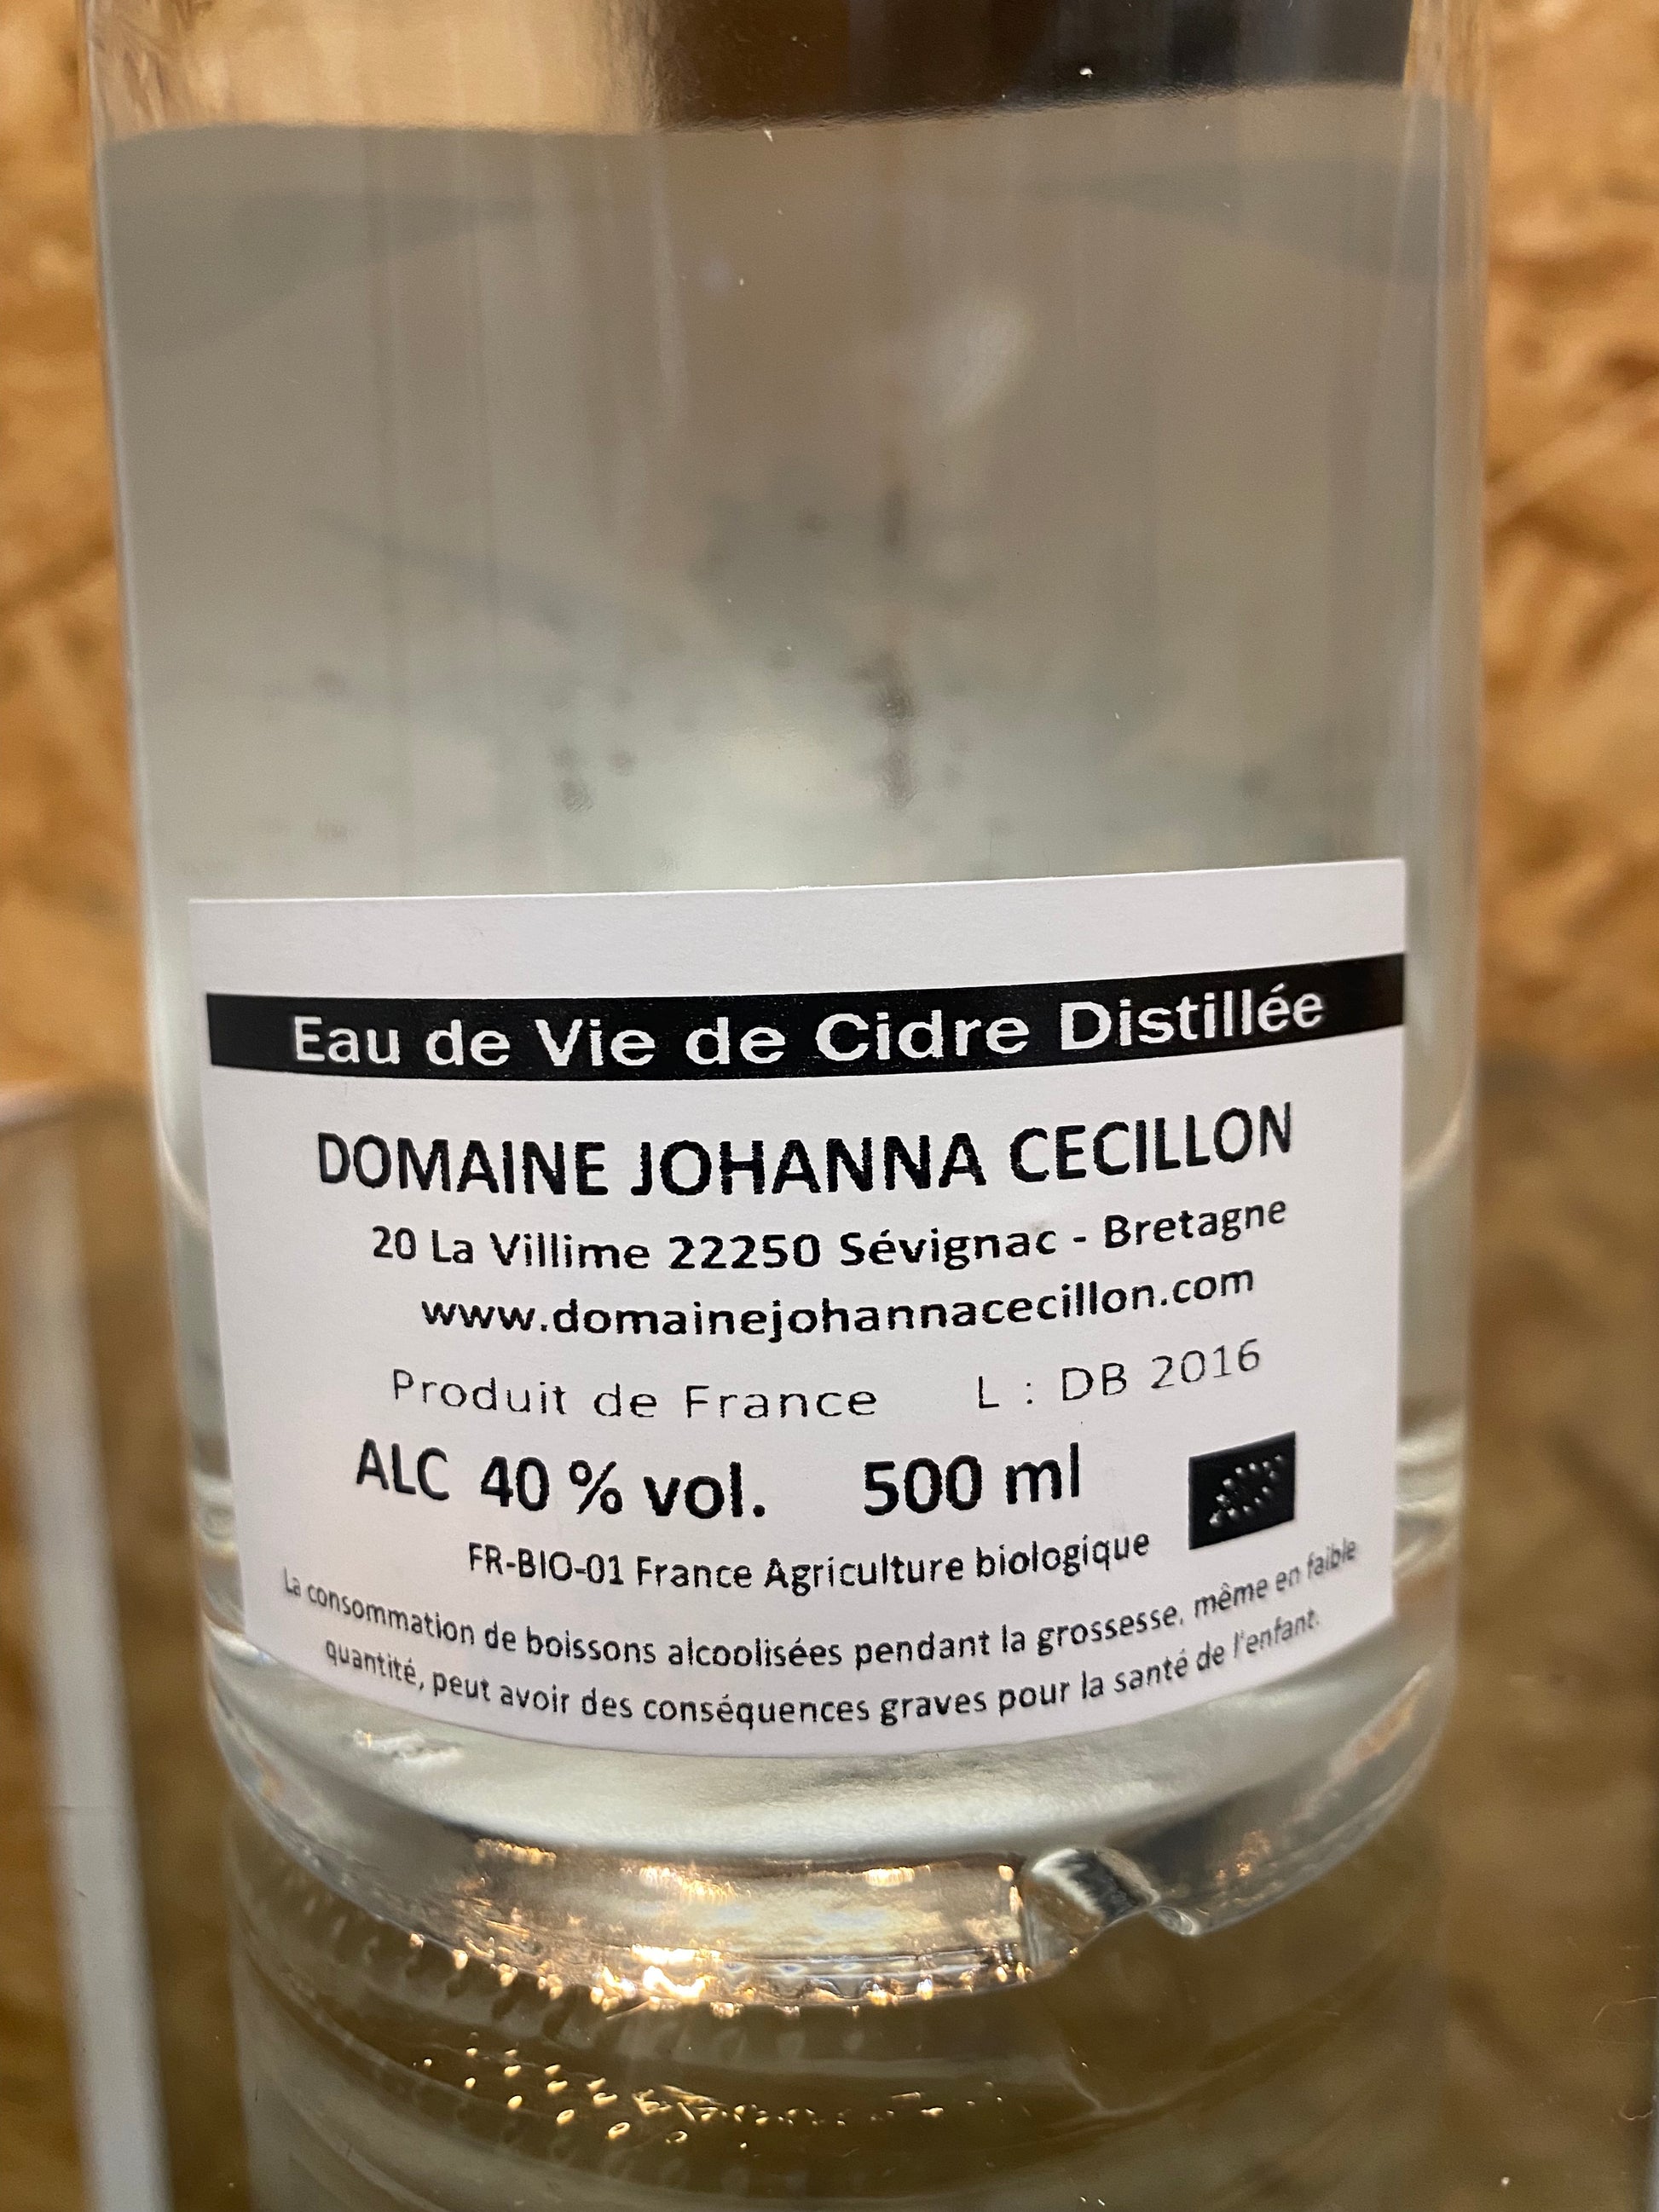 Eau de Vie de Cidre Distillée
DOMAINE JOHANNA CECILLON
20 La Villime 22250 Sévignac - Bretagne
www.domainejohannacecillon.com
Produit de France L : DB 2016
ALC 40 % vol. 500 ml
FR-BIO-01 France Agriculture biologique
La consommation de boissons alcoolisées pendant la grossesse, même en faible
quantité, peut avoir des conséquences graves pour la santé de l'enfant.